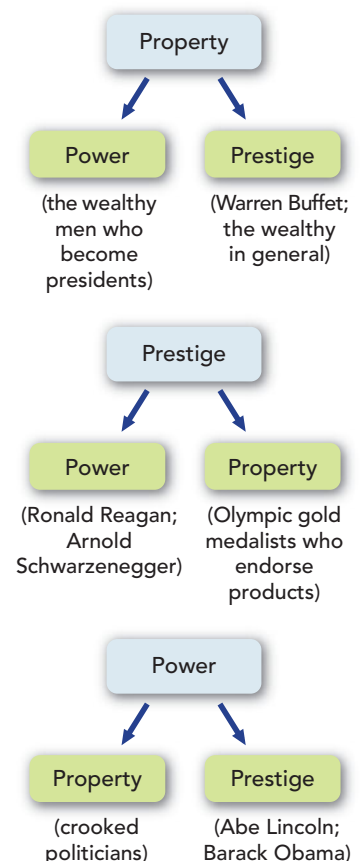 Property
Power
Prestige
(the wealthy
men who
become
presidents)
(Warren Buffet;
the wealthy
in general)
Prestige
Power
Property
(Ronald Reagan;
Arnold
Schwarzenegger)
(Olympic gold
medalists who
endorse
products)
Power
Property
Prestige
(crooked
politicians)
(Abe Lincoln;
Barack Obama)